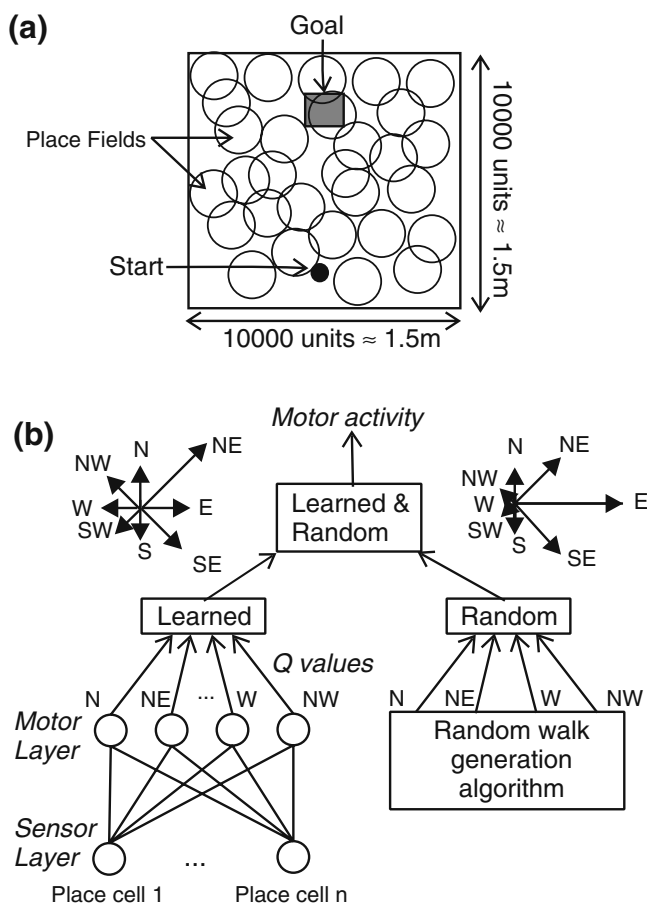 (a)
Goal
Place Fields
Start
10000 units ≈ 1.5m
10000 units ≈ 1.5m
(b)
Motor activity
N
NE
NW
W
E
SW
S
SE
Learned &
Random
N
NE
NW
W
E
SW
S
SE
Learned
Random
Q values
N
NE
...
W
NW
N
NE
W
NW
Motor
Layer
Random walk
generation
algorithm
Sensor
Layer
...
Place cell 1
Place cell n